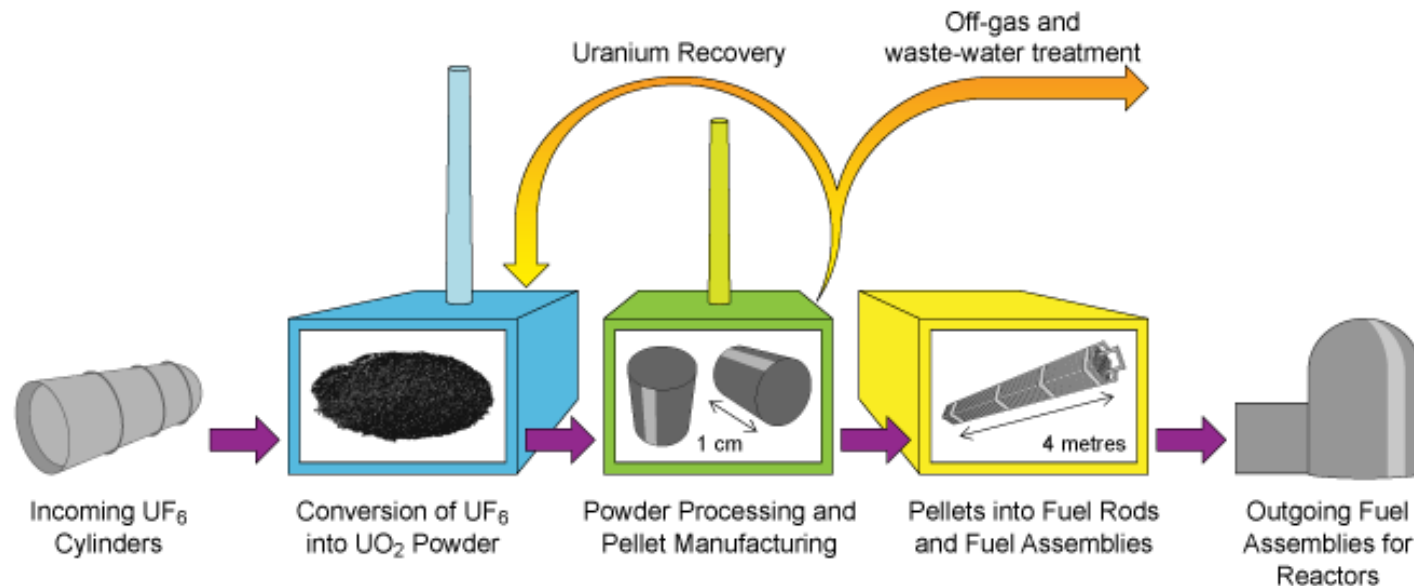 Uranium Recovery
Off-gas and
waste-water treatment
1 cm
4 metres
Incoming UF₆
Cylinders
Conversion of UF₆
into UO₂ Powder
Powder Processing and
Pellet Manufacturing
Pellets into Fuel Rods
and Fuel Assemblies
Outgoing Fuel
Assemblies for
Reactors